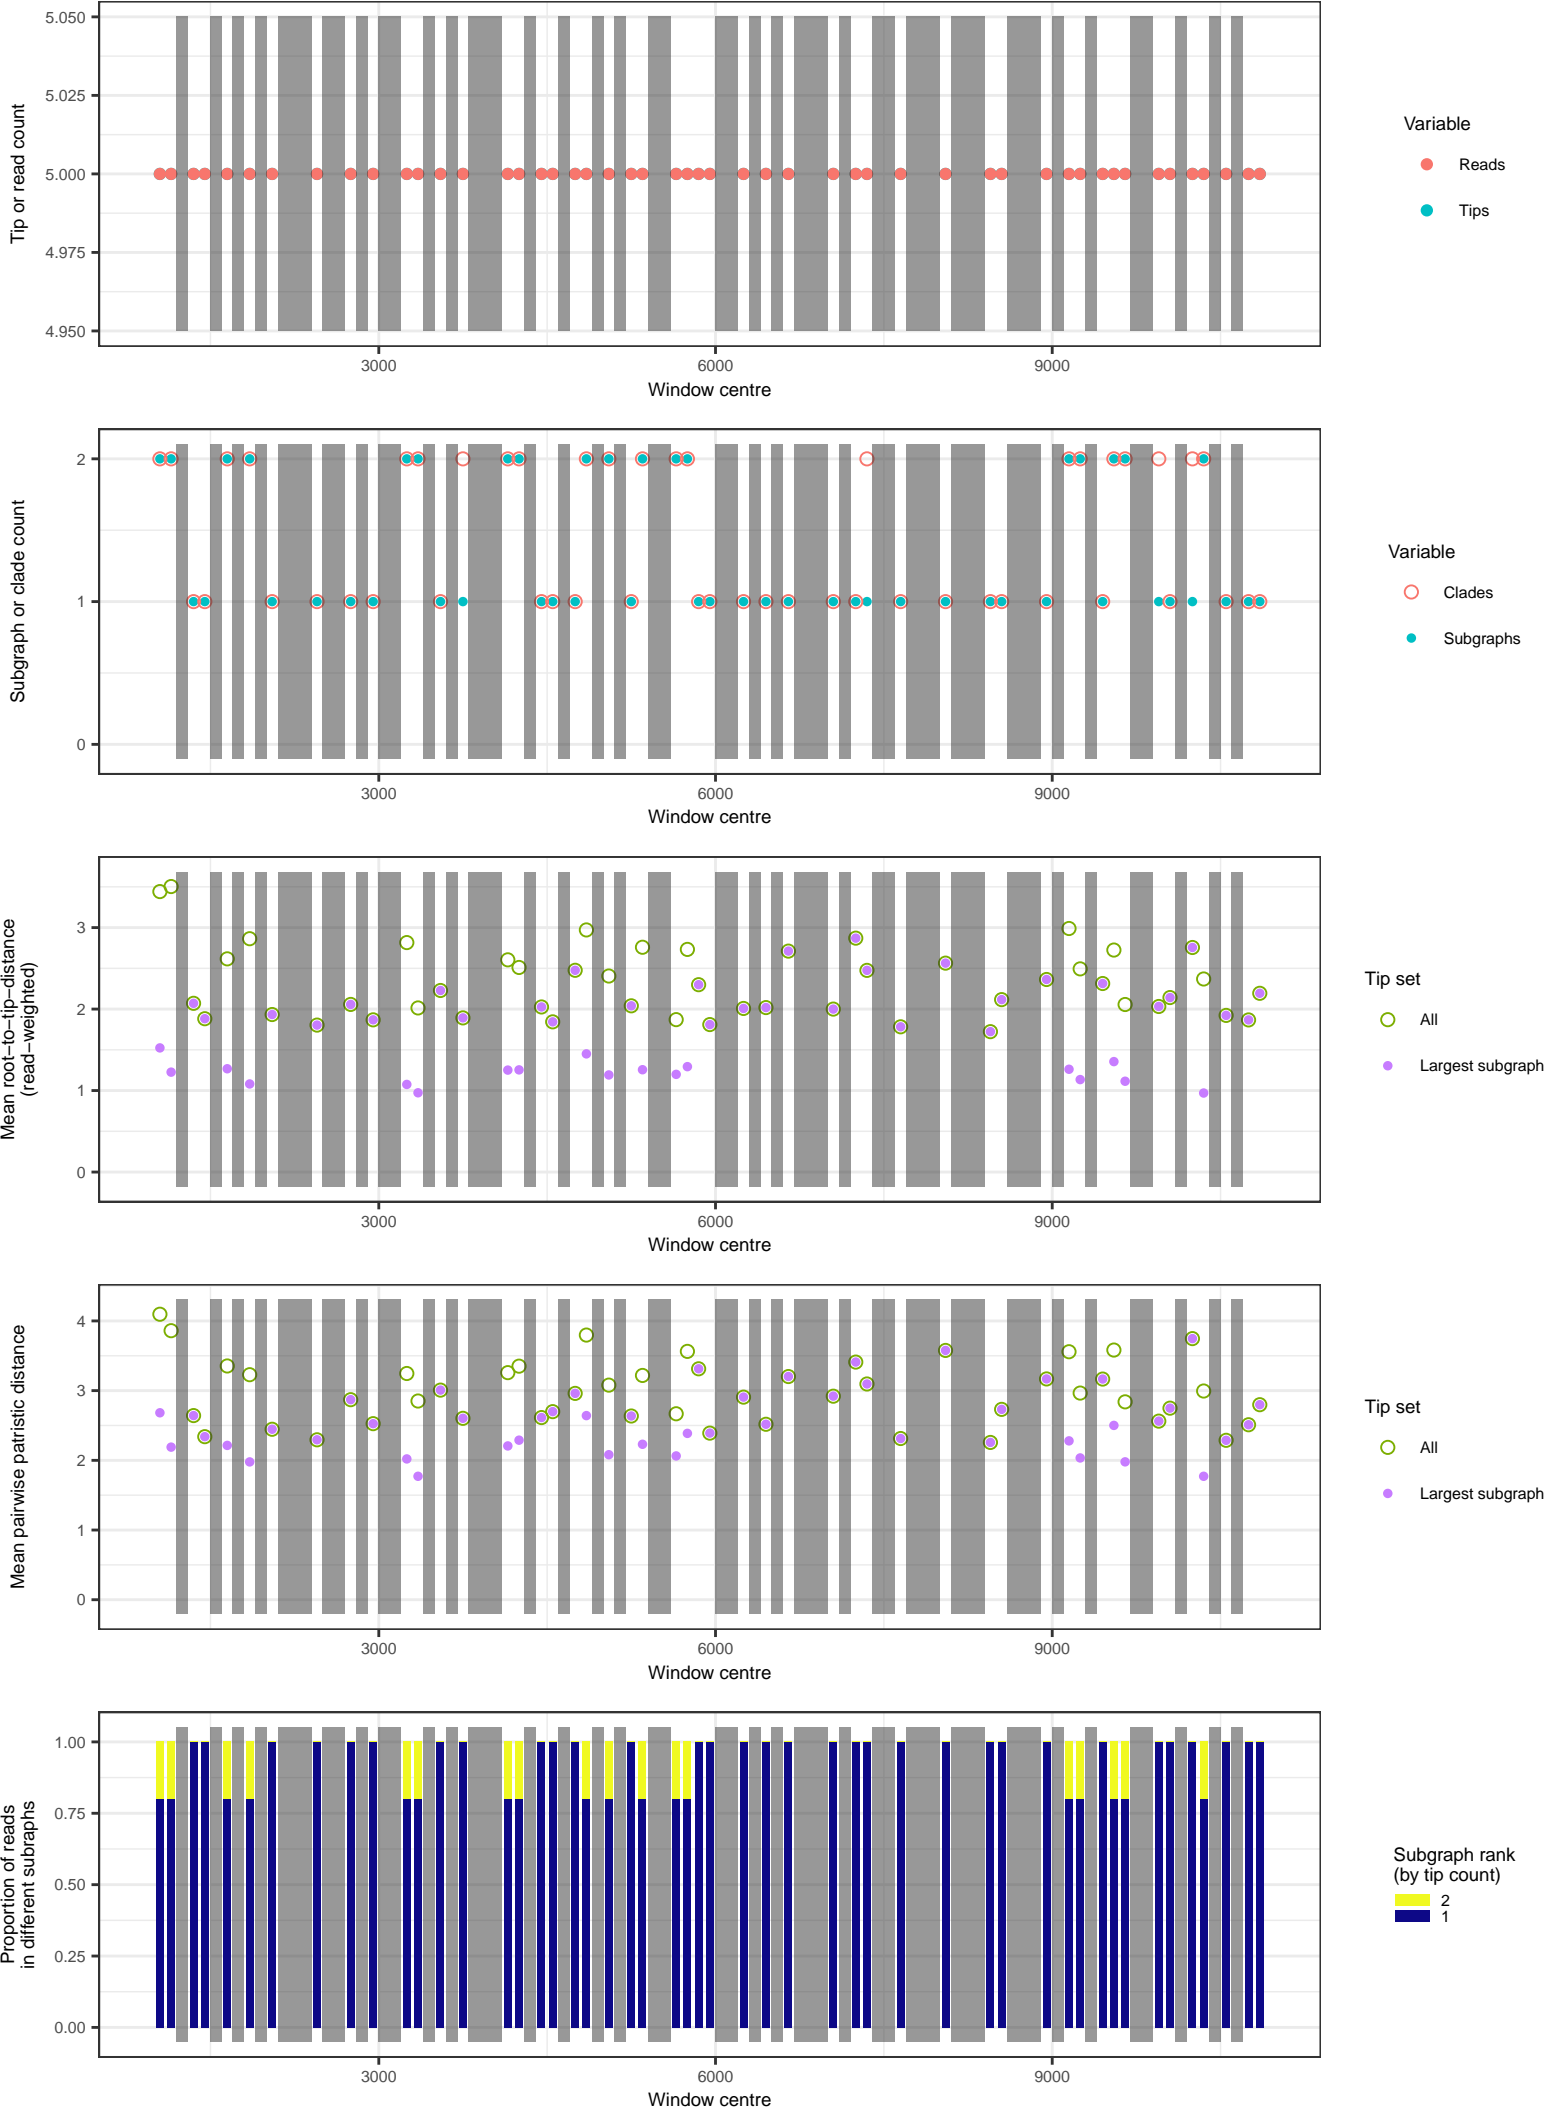 5.050
5.025
5.000
4.975
4.950
Tip or read count
3000
6000
9000
Window centre
Variable
Reads
Tips
2
1
0
Subgraph or clade count
3000
6000
9000
Window centre
Variable
Clades
Subgraphs
3
2
1
0
Mean root−to−tip−distance
(read−weighted)
3000
6000
9000
Window centre
Tip set
All
Largest subgraph
4
3
2
1
0
Mean pairwise patristic distance
3000
6000
9000
Window centre
Tip set
All
Largest subgraph
1.00
0.75
0.50
0.25
0.00
Proportion of reads
in different subraphs
3000
6000
9000
Window centre
Subgraph rank
(by tip count)
2
1